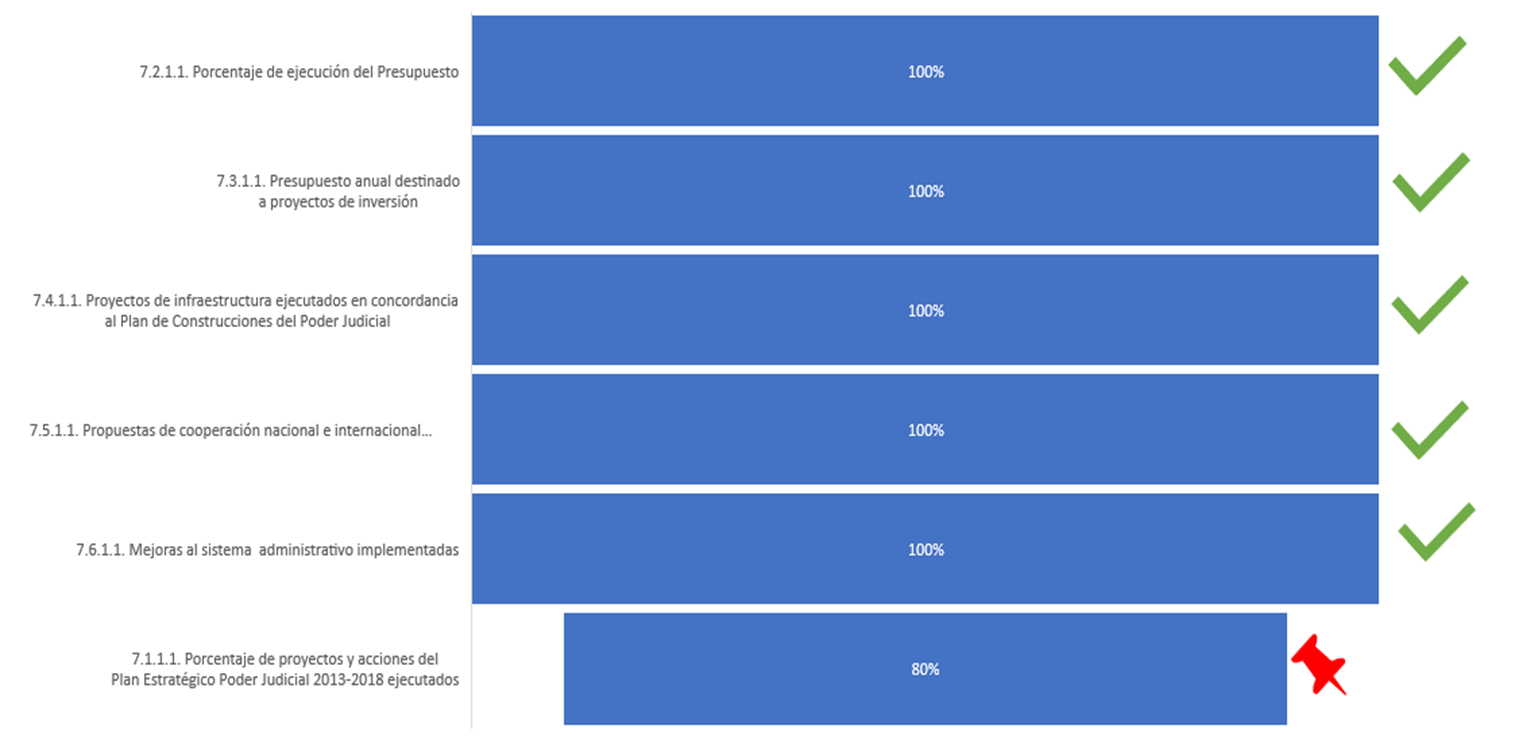 7.2.1.1. Porcentaje de ejecución del Presupuesto
100%
7.3.1.1. Presupuesto anual destinado
a proyectos de inversión
100%
7.4.1.1. Proyectos de infraestructura ejecutados en concordancia
al Plan de Construcciones del Poder Judicial
100%
7.5.1.1. Propuestas de cooperación nacional e internacional...
100%
7.6.1.1. Mejoras al sistema  administrativo implementadas
100%
7.1.1.1. Porcentaje de proyectos y acciones del
Plan Estratégico Poder Judicial 2013-2018 ejecutados
80%